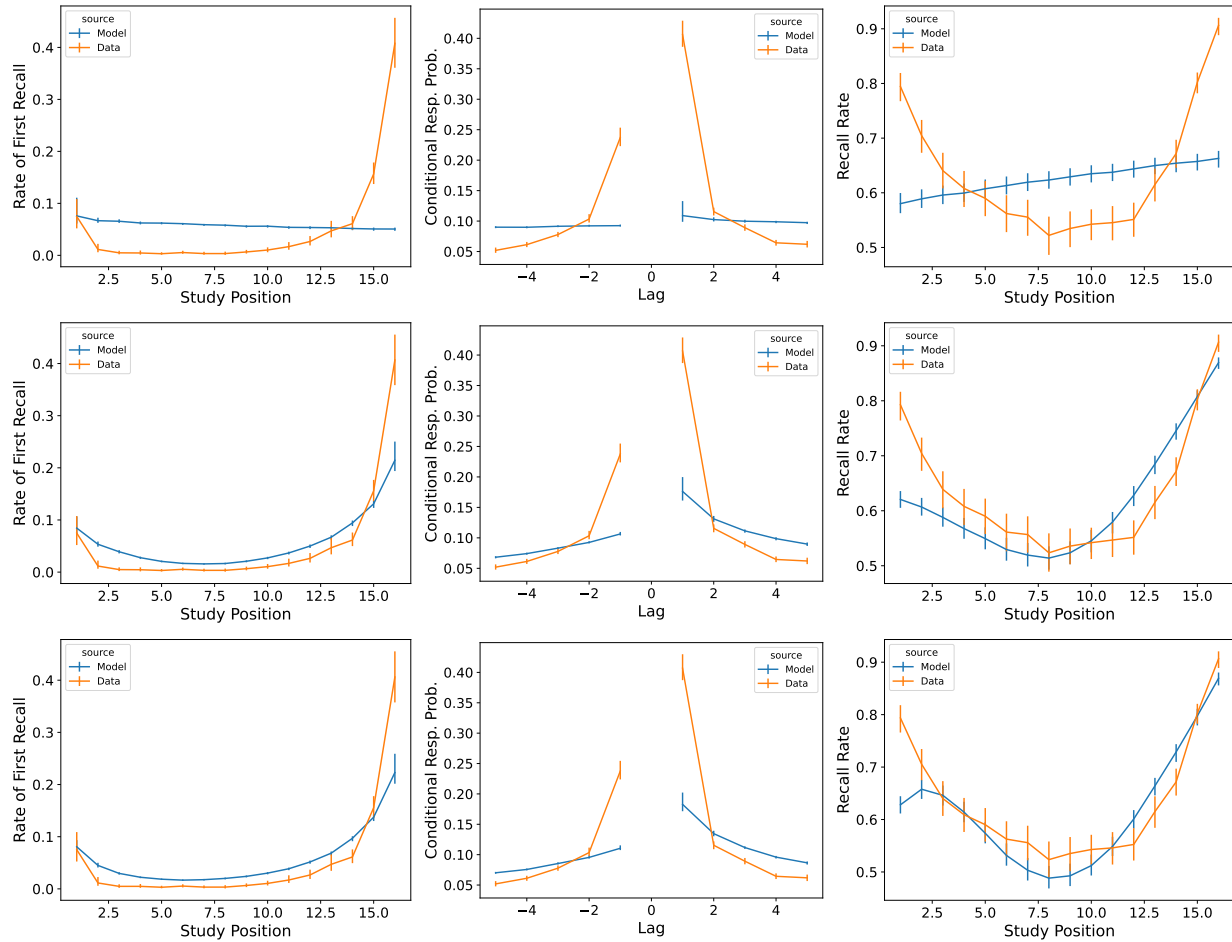 source
Model
Data
0.4
0.3
0.2
0.1
0.0
Rate of First Recall
2.5 5.0 7.5 10.0 12.5 15.0
Study Position
source
Model
Data
0.40
0.35
0.30
0.25
0.20
0.15
0.10
0.05
Conditional Resp. Prob.
−4 −2 0 2 4
Lag
source
Model
Data
0.9
0.8
0.7
0.6
0.5
Recall Rate
2.5 5.0 7.5 10.0 12.5 15.0
Study Position
source
Model
Data
0.4
0.3
0.2
0.1
0.0
Rate of First Recall
2.5 5.0 7.5 10.0 12.5 15.0
Study Position
source
Model
Data
0.40
0.35
0.30
0.25
0.20
0.15
0.10
0.05
Conditional Resp. Prob.
−4 −2 0 2 4
Lag
source
Model
Data
0.9
0.8
0.7
0.6
0.5
Recall Rate
2.5 5.0 7.5 10.0 12.5 15.0
Study Position
source
Model
Data
0.4
0.3
0.2
0.1
0.0
Rate of First Recall
2.5 5.0 7.5 10.0 12.5 15.0
Study Position
source
Model
Data
0.40
0.35
0.30
0.25
0.20
0.15
0.10
0.05
Conditional Resp. Prob.
−4 −2 0 2 4
Lag
source
Model
Data
0.9
0.8
0.7
0.6
0.5
Recall Rate
2.5 5.0 7.5 10.0 12.5 15.0
Study Position